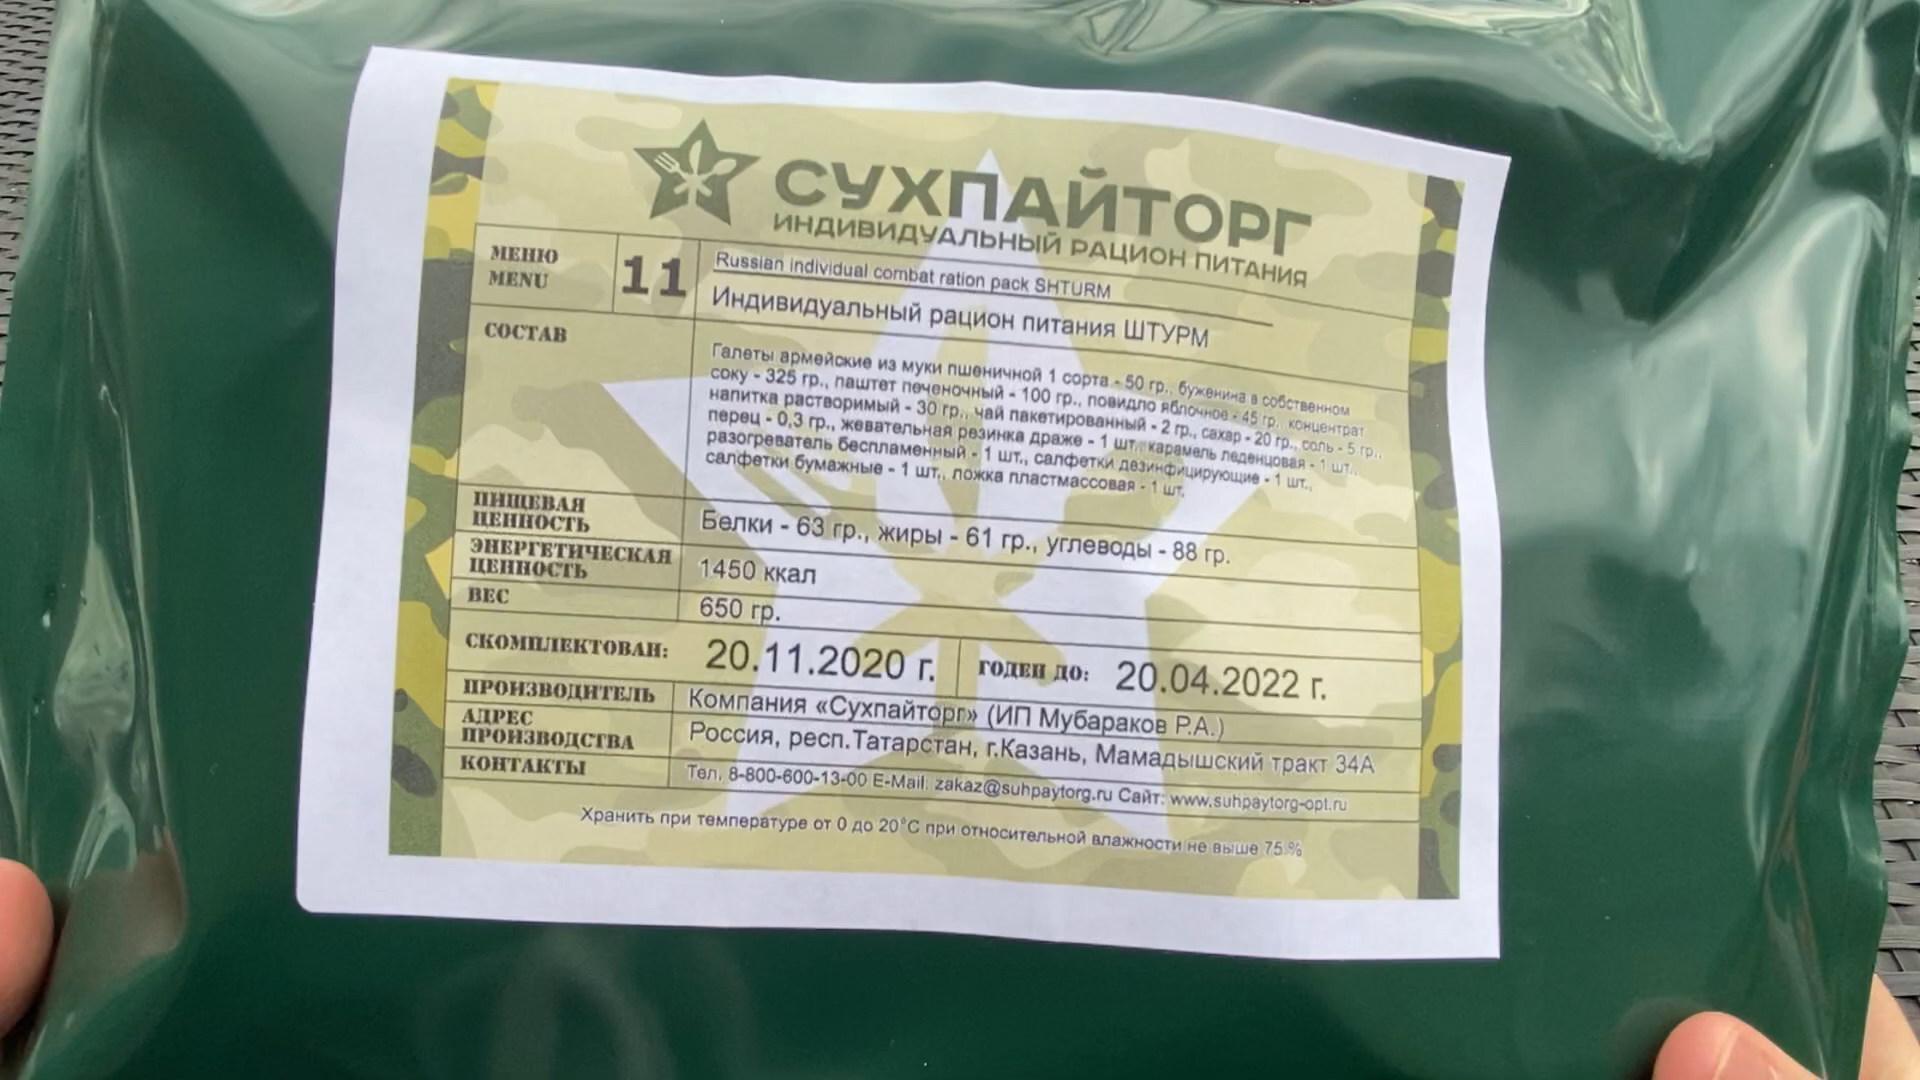 СУХПАЙТОРГ
ИНДИВИДУАЛЬНЫЙ РАЦИОН ПИТАНИЯ
МЕНЮ
MENU
11
Russian individual combat ration pack SHTURM
Индивидуальный рацион питания ШТУРМ
СОСТАВ
Галеты армейские из муки пшеничной 1 сорта - 50 гр., буженина в собственном
соку - 325 гр., паштет печеночный - 100 гр., повидло яблочное - 45 гр., концентрат
напитка растворимый - 30 гр., чай пакетированный - 2 гр., сахар - 20 гр., соль - 5 гр.,
перец - 0,3 гр., жевательная резинка драже - 1 шт., карамель леденцовая - 1 шт.,
разогреватель беспламенный - 1 шт., салфетки дезинфицирующие - 1 шт.,
салфетки бумажные - 1 шт., ложка пластмассовая - 1 шт.
ПИЩЕВАЯ
ЦЕННОСТЬ
Белки - 63 гр., жиры - 61 гр., углеводы - 88 гр.
ЭНЕРГЕТИЧЕСКАЯ
ЦЕННОСТЬ
1450 ккал
ВЕС
650 гр.
СКОМПЛЕКТОВАН: 20.11.2020 г. ГОДЕН ДО: 20.04.2022 г.
ПРОИЗВОДИТЕЛЬ
Компания «Сухпайторг» (ИП Мубараков Р.А.)
АДРЕС
ПРОИЗВОДСТВА
Россия, респ.Татарстан, г.Казань, Мамадышский тракт 34А
КОНТАКТЫ
Тел. 8-800-600-13-00 E-Mail: zakaz@suhpaytorg.ru Сайт: www.suhpaytorg-opt.ru
Хранить при температуре от 0 до 20°С при относительной влажности не выше 75.%